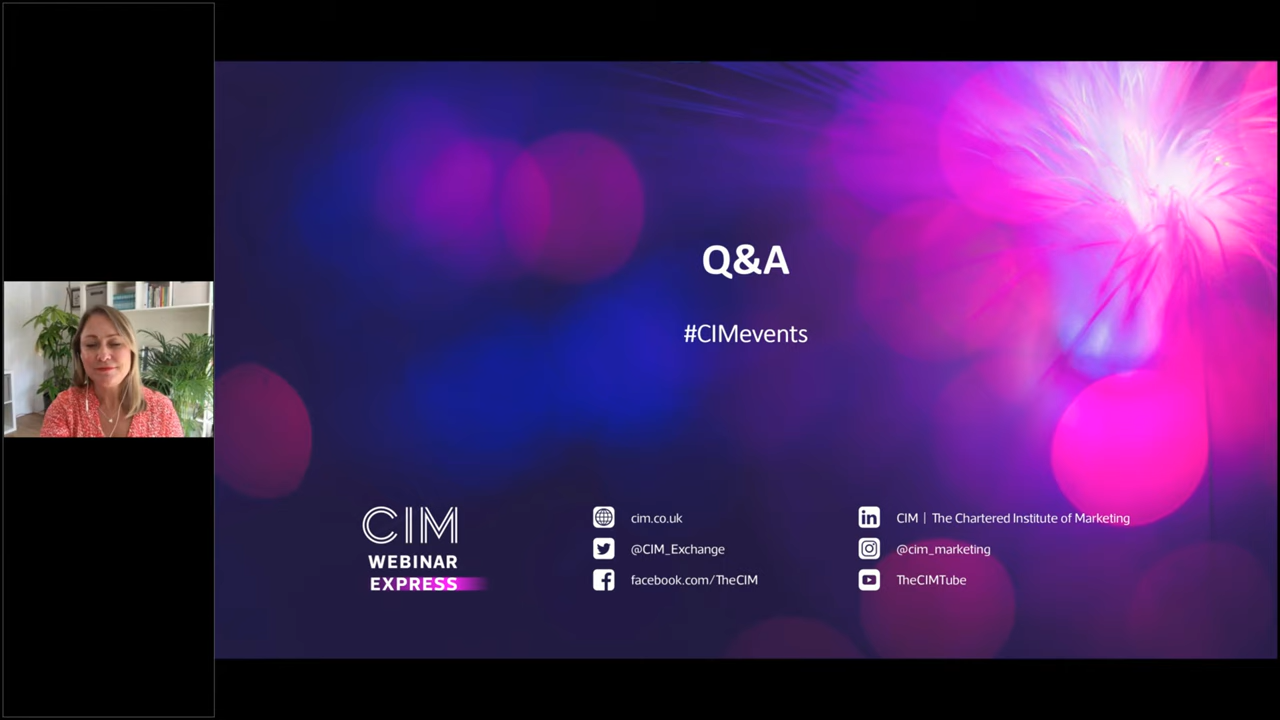 Q&A
#CIMevents
CIM
WEBINAR
EXPRESS
cim.co.uk
@CIM_Exchange
facebook.com/TheCIM
CIM | The Chartered Institute of Marketing
@cim_marketing
TheCIMTube